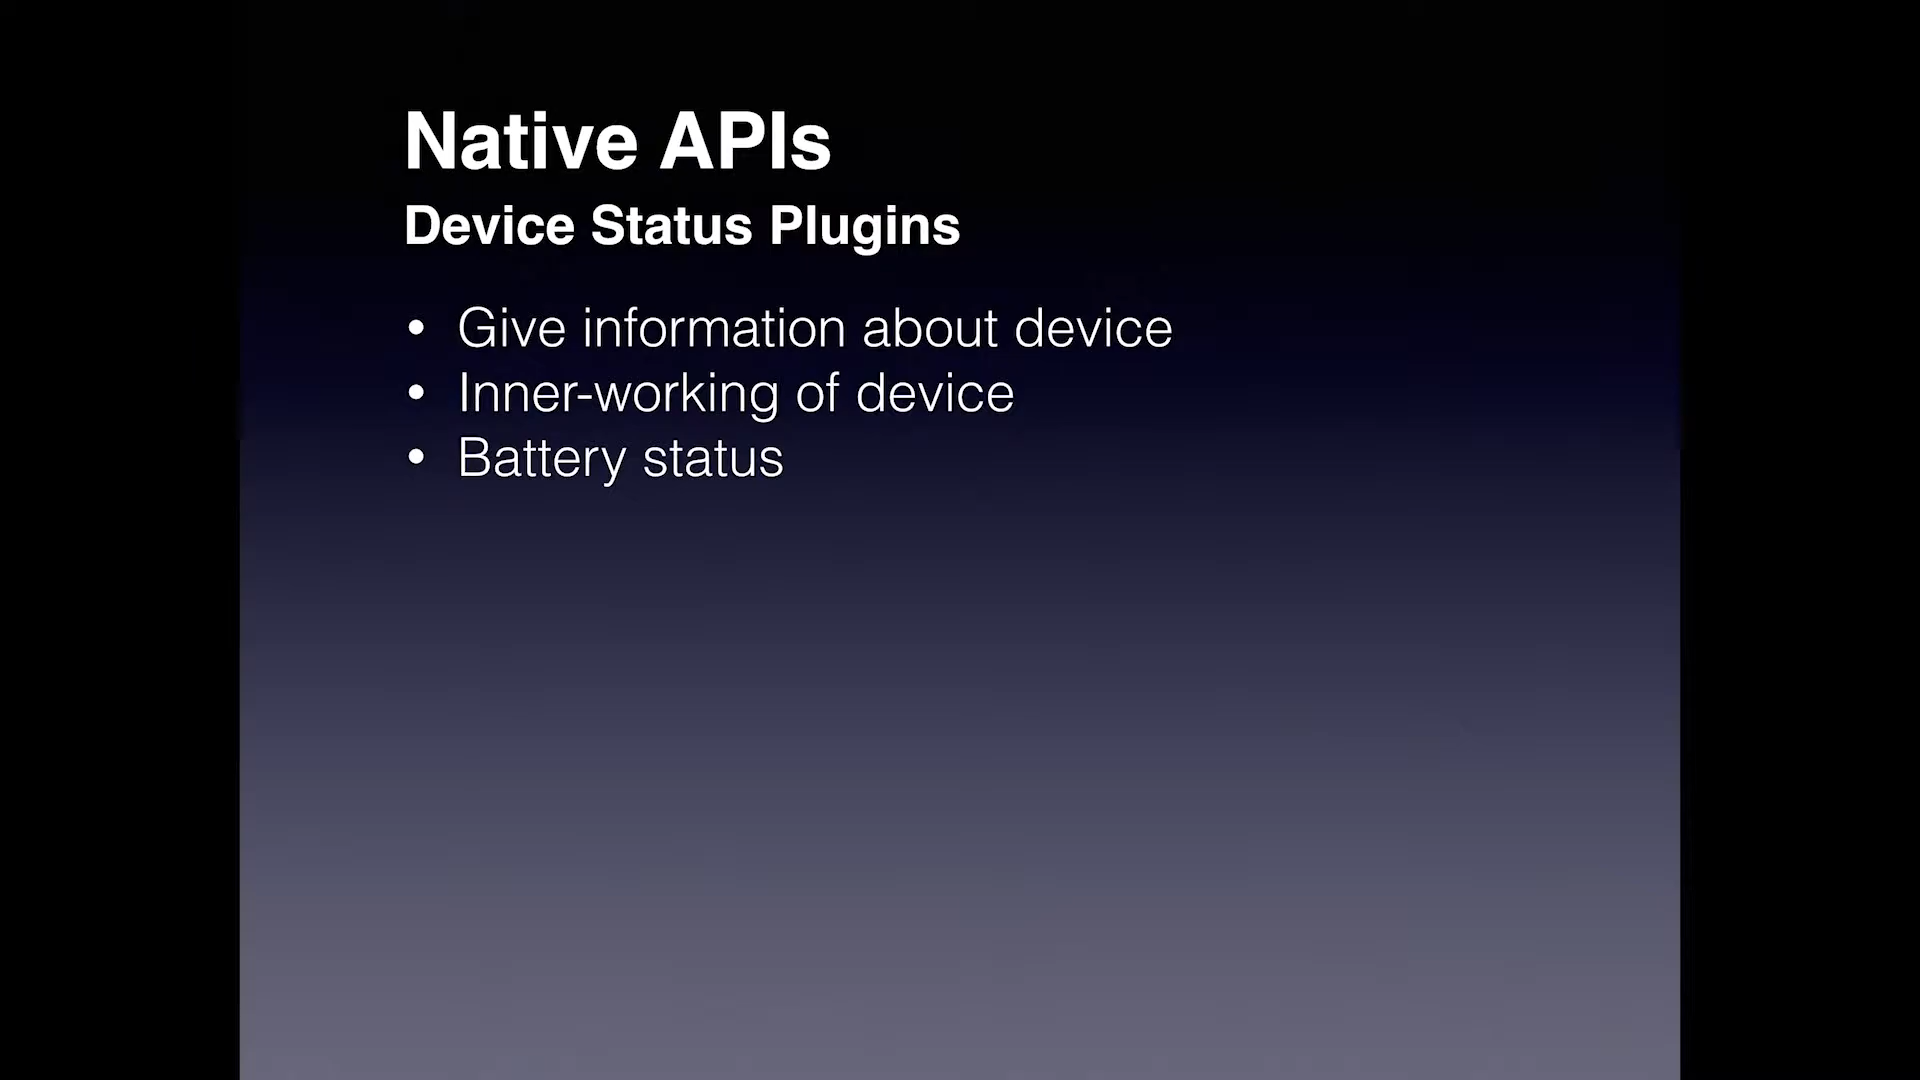 Native APIs
Device Status Plugins
• Give information about device
• Inner-working of device
• Battery status